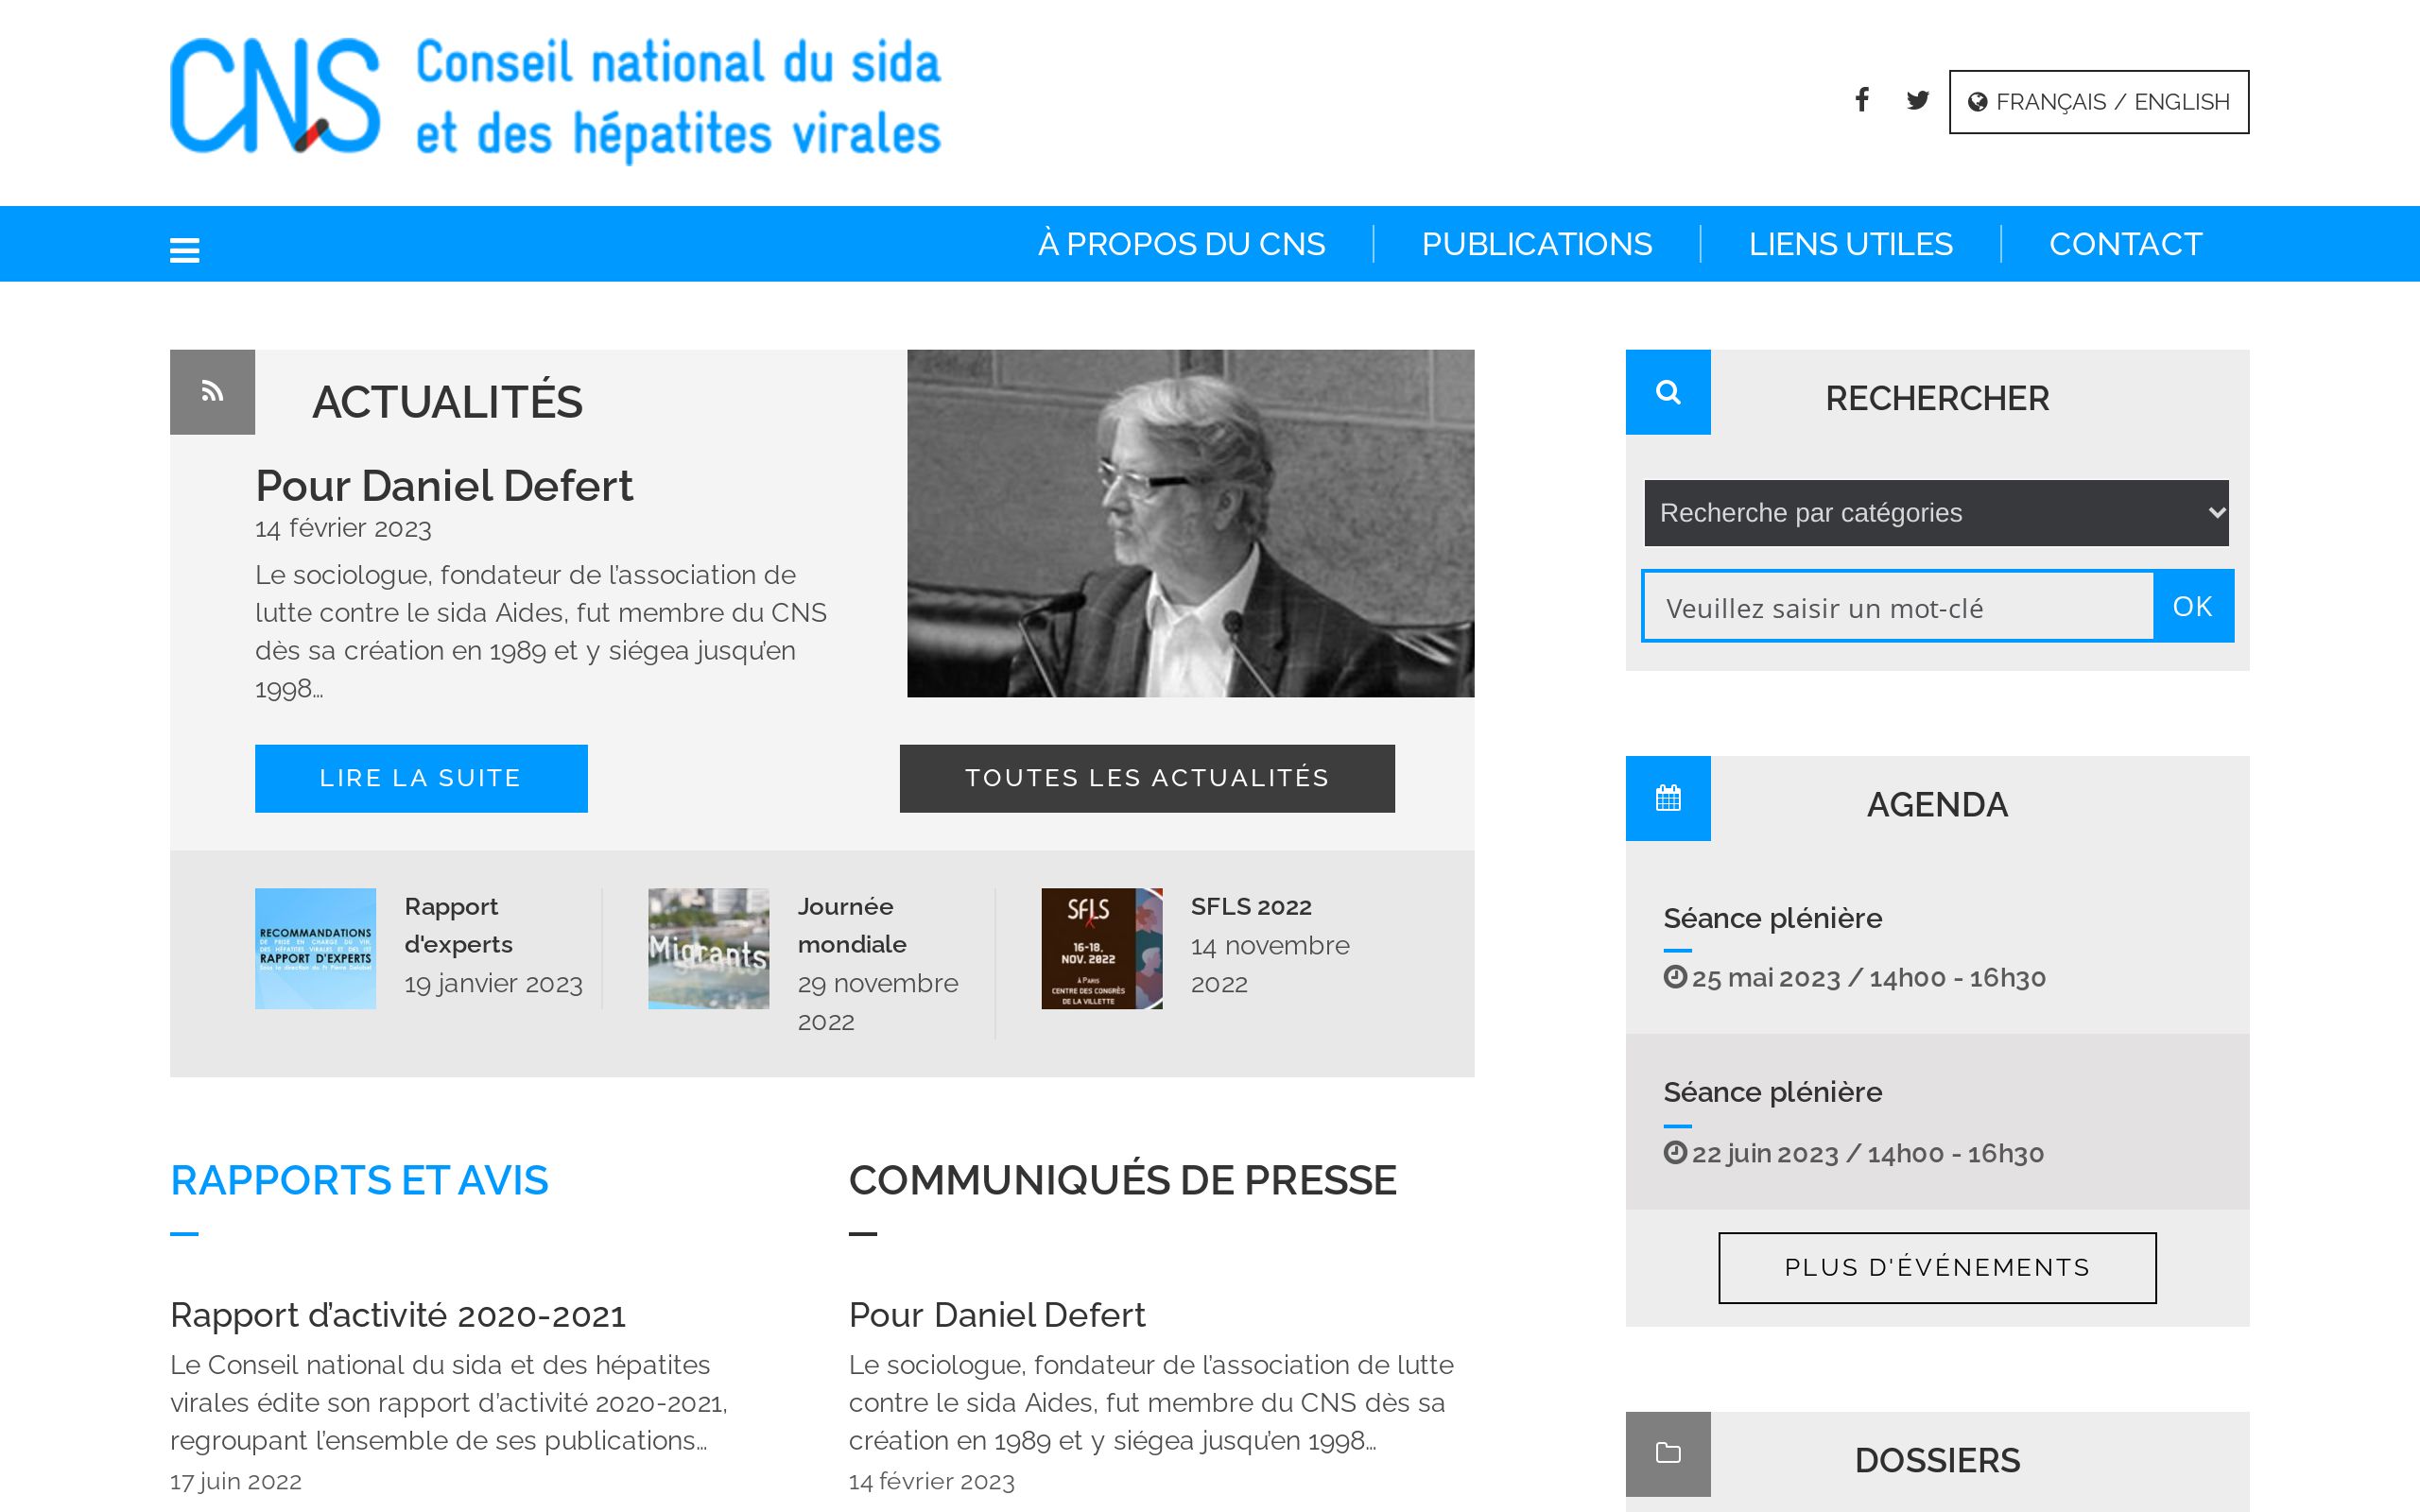 CNS
Conseil national du sida
et des hépatites virales
FRANÇAIS / ENGLISH
À PROPOS DU CNS
PUBLICATIONS
LIENS UTILES
CONTACT
ACTUALITÉS
Pour Daniel Defert
14 février 2023
Le sociologue, fondateur de l’association de
lutte contre le sida Aides, fut membre du CNS
dès sa création en 1989 et y siégea jusqu’en
1998…
LIRE LA SUITE
TOUTES LES ACTUALITÉS
RECOMMANDATIONS
RAPPORT D'EXPERTS
Rapport
d'experts
19 janvier 2023
Migrants
Journée
mondiale
29 novembre
2022
SFLS
16-18,
NOV. 2022
À PARIS
CENTRE DES CONGRÈS
DE LA VILLETTE
SFLS 2022
14 novembre
2022
RAPPORTS ET AVIS
Rapport d’activité 2020-2021
Le Conseil national du sida et des hépatites
virales édite son rapport d’activité 2020-2021,
regroupant l’ensemble de ses publications…
17 juin 2022
COMMUNIQUÉS DE PRESSE
Pour Daniel Defert
Le sociologue, fondateur de l’association de lutte
contre le sida Aides, fut membre du CNS dès sa
création en 1989 et y siégea jusqu’en 1998…
14 février 2023
RECHERCHER
Recherche par catégories
Veuillez saisir un mot-clé
OK
AGENDA
Séance plénière
25 mai 2023 / 14h00 - 16h30
Séance plénière
22 juin 2023 / 14h00 - 16h30
PLUS D'ÉVÉNEMENTS
DOSSIERS